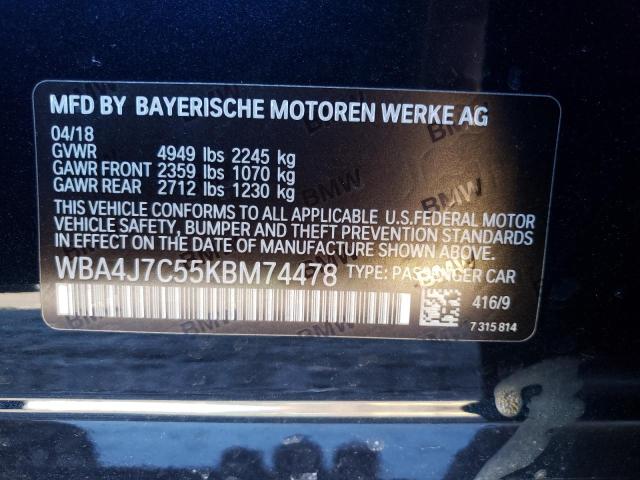 MFD BY BAYERISCHE MOTOREN WERKE AG
04/18
GVWR 4949 lbs 2245 kg
GAWR FRONT 2359 lbs 1070 kg
GAWR REAR 2712 lbs 1230 kg
THIS VEHICLE CONFORMS TO ALL APPLICABLE U.S.FEDERAL MOTOR
VEHICLE SAFETY, BUMPER AND THEFT PREVENTION STANDARDS
IN EFFECT ON THE DATE OF MANUFACTURE SHOWN ABOVE.
WBA4J7C55KBM74478 TYPE: PASSENGER CAR
416/9
7 315 814